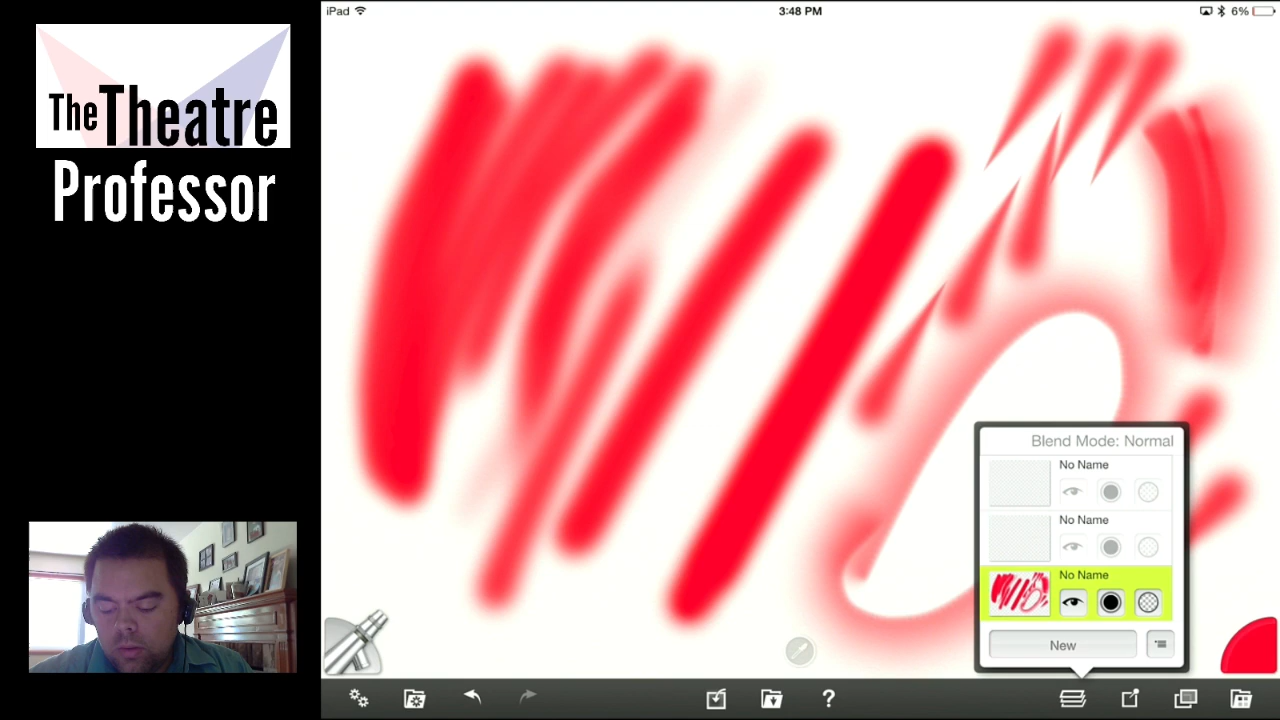 The Theatre
Professor
iPad
3:48 PM
6%
Blend Mode: Normal
No Name
No Name
No Name
New
?